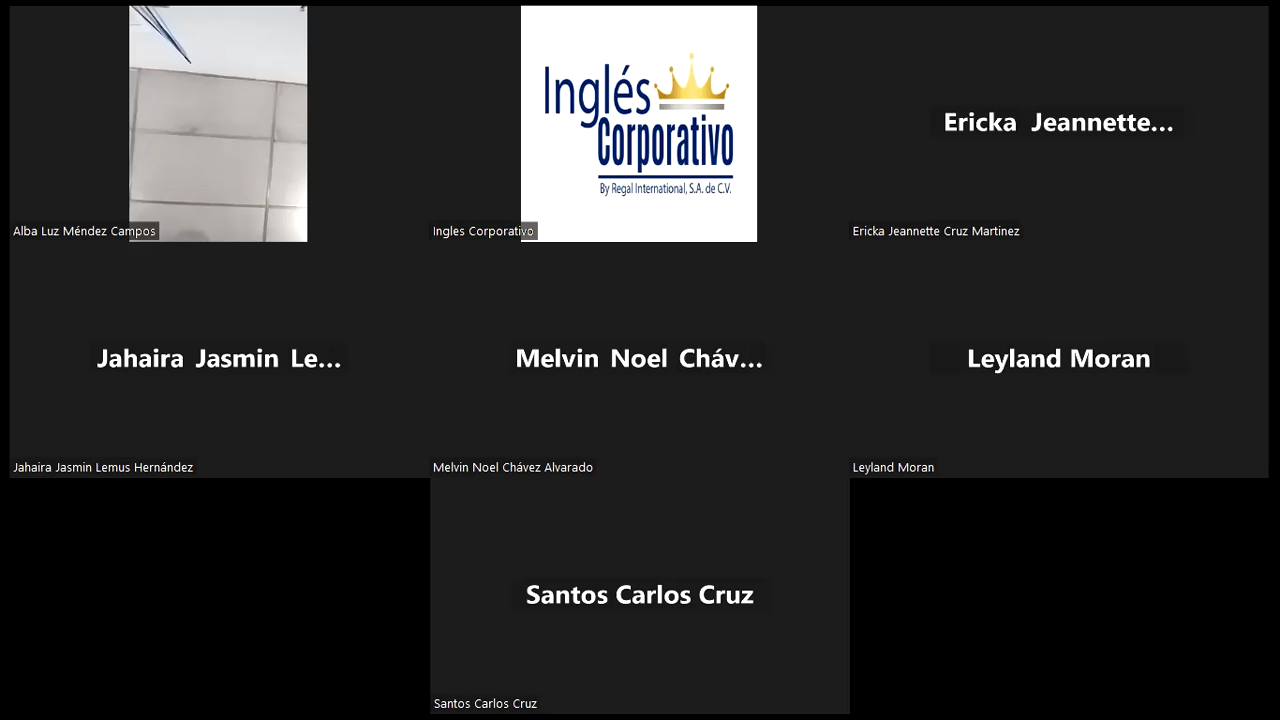 Inglés
Corporativo
By Regal International, S.A. de C.V.
Ericka Jeannette...
Alba Luz Méndez Campos
Ingles Corporativo
Ericka Jeannette Cruz Martinez
Jahaira Jasmin Le...
Melvin Noel Cháv...
Leyland Moran
Jahaira Jasmin Lemus Hernández
Melvin Noel Chávez Alvarado
Leyland Moran
Santos Carlos Cruz
Santos Carlos Cruz